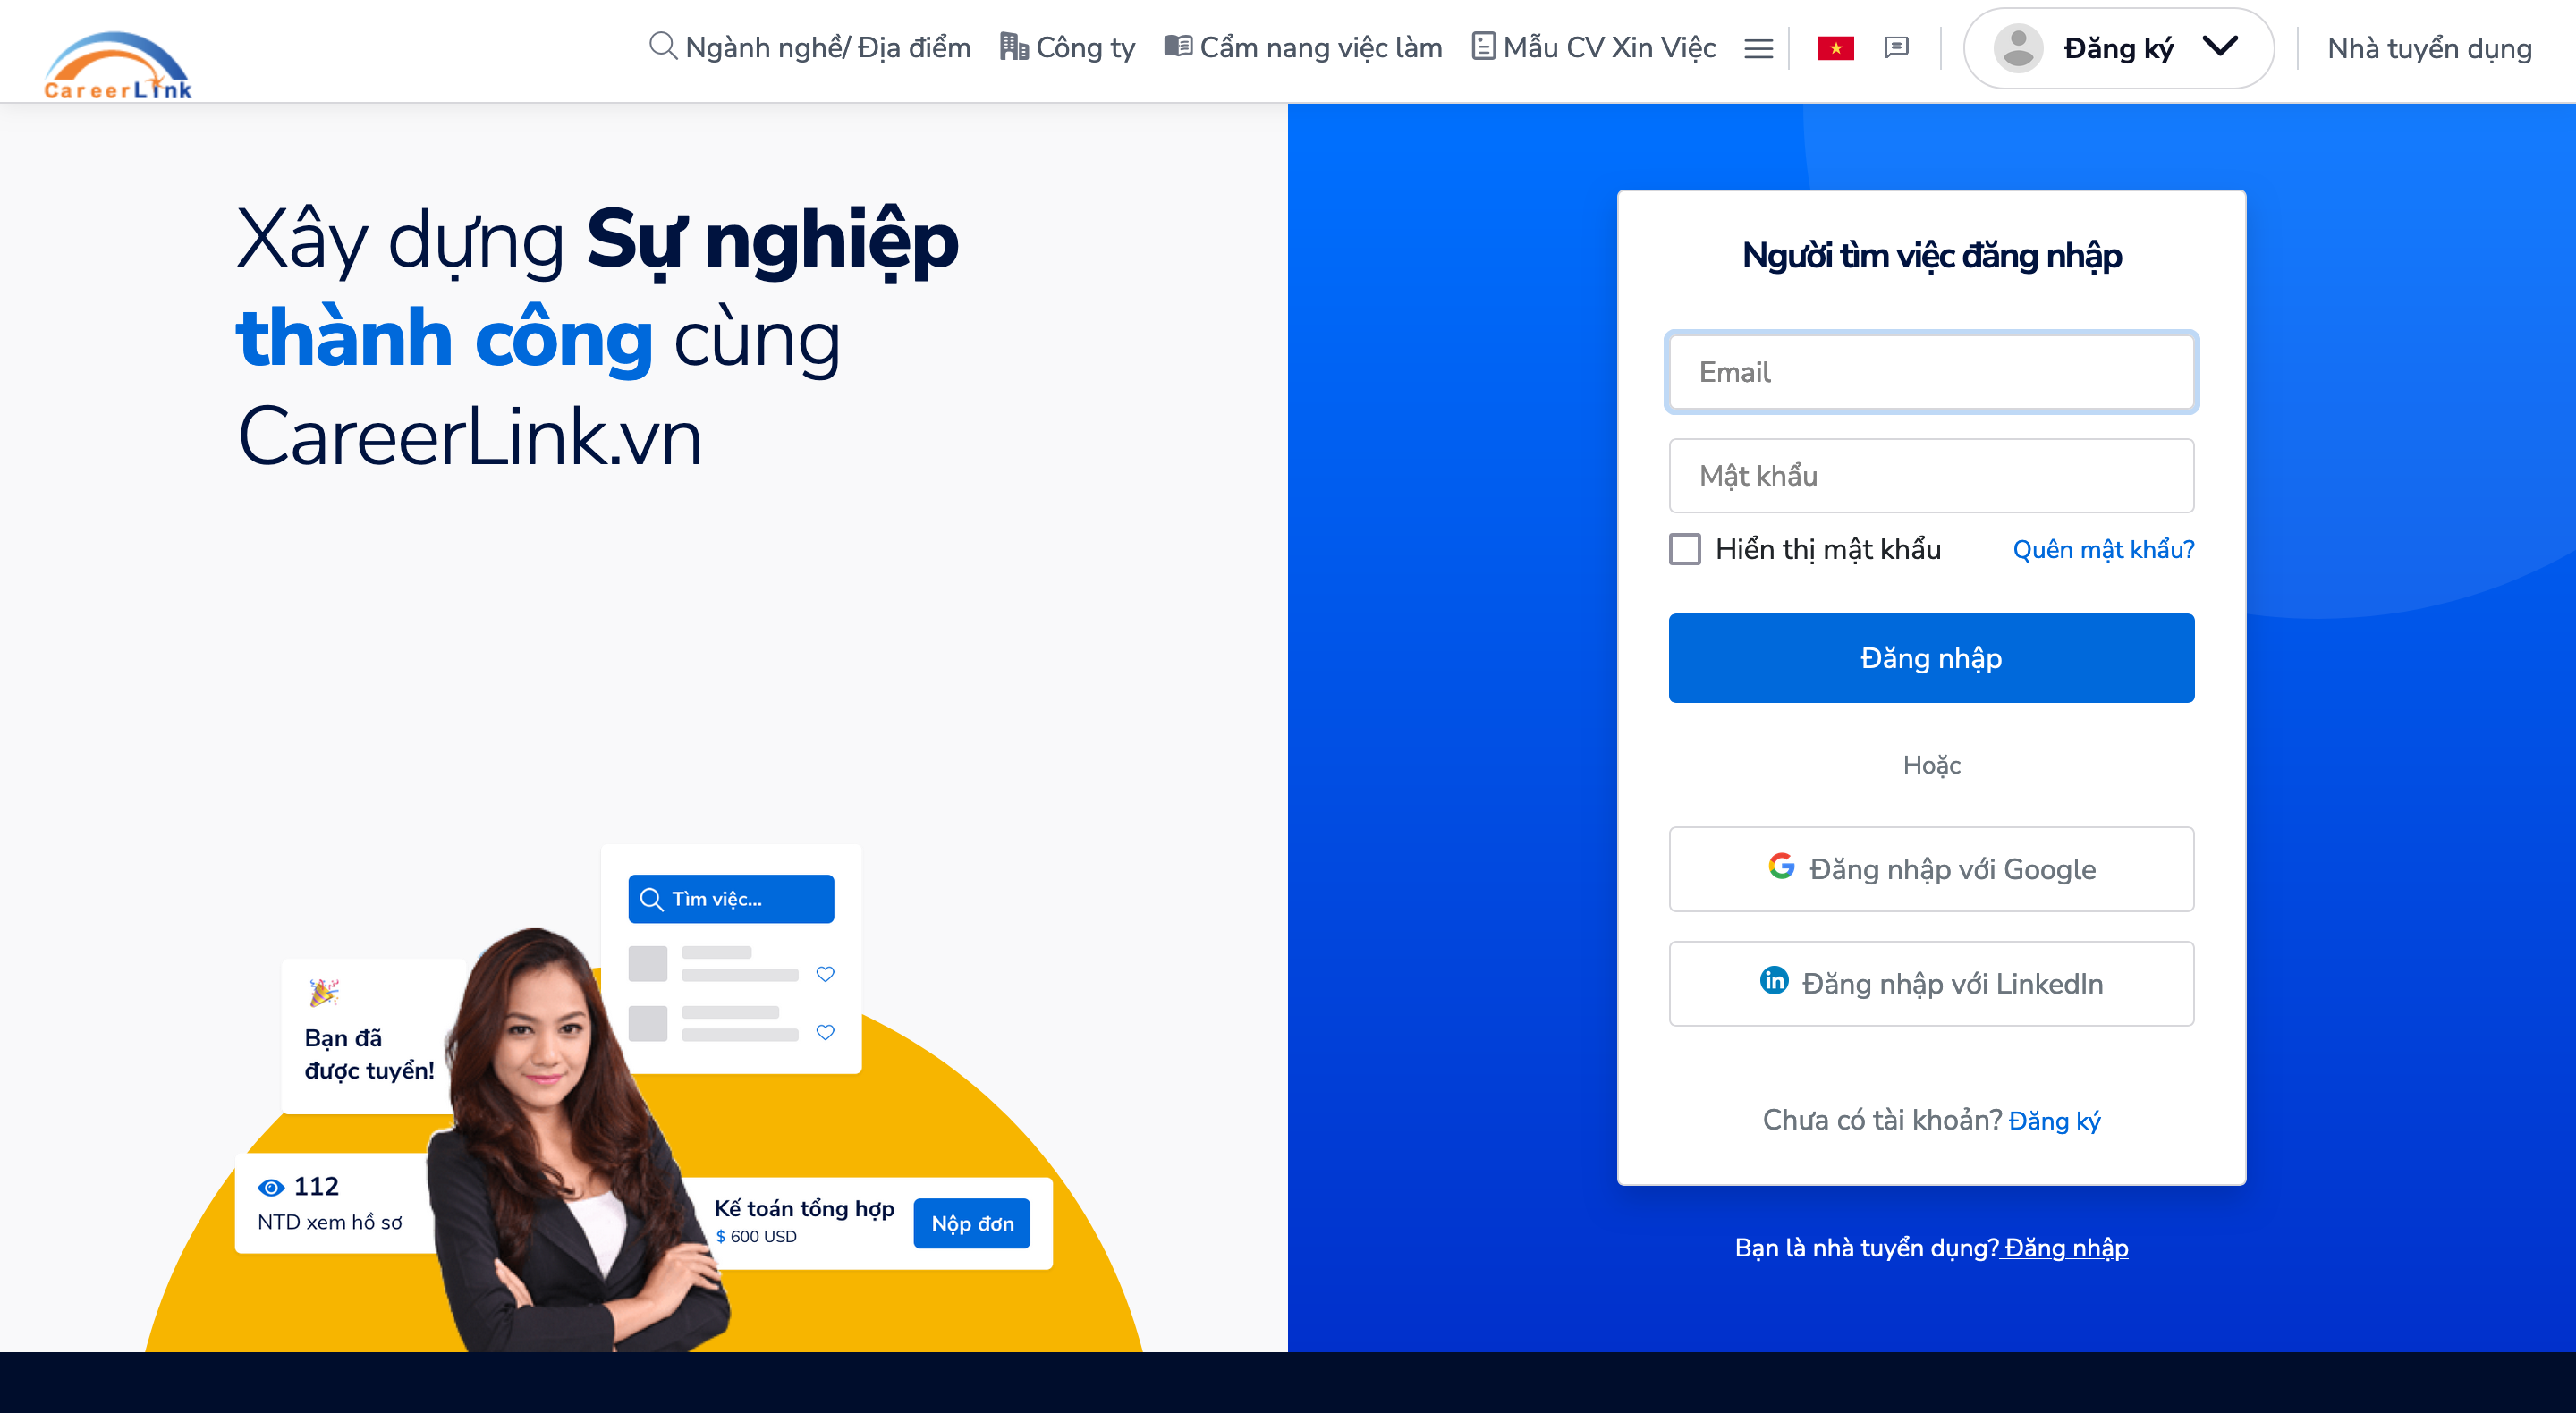 CareerLink
Ngành nghề/ Địa điểm
Công ty
Cẩm nang việc làm
Mẫu CV Xin Việc
Đăng ký
Nhà tuyển dụng
Xây dựng Sự nghiệp
thành công cùng
CareerLink.vn
Tìm việc...
Bạn đã
được tuyển!
112
NTD xem hồ sơ
Kế toán tổng hợp
$ 600 USD
Nộp đơn
Người tìm việc đăng nhập
Email
Mật khẩu
Hiển thị mật khẩu
Quên mật khẩu?
Đăng nhập
Hoặc
Đăng nhập với Google
in Đăng nhập với LinkedIn
Chưa có tài khoản? Đăng ký
Bạn là nhà tuyển dụng? Đăng nhập